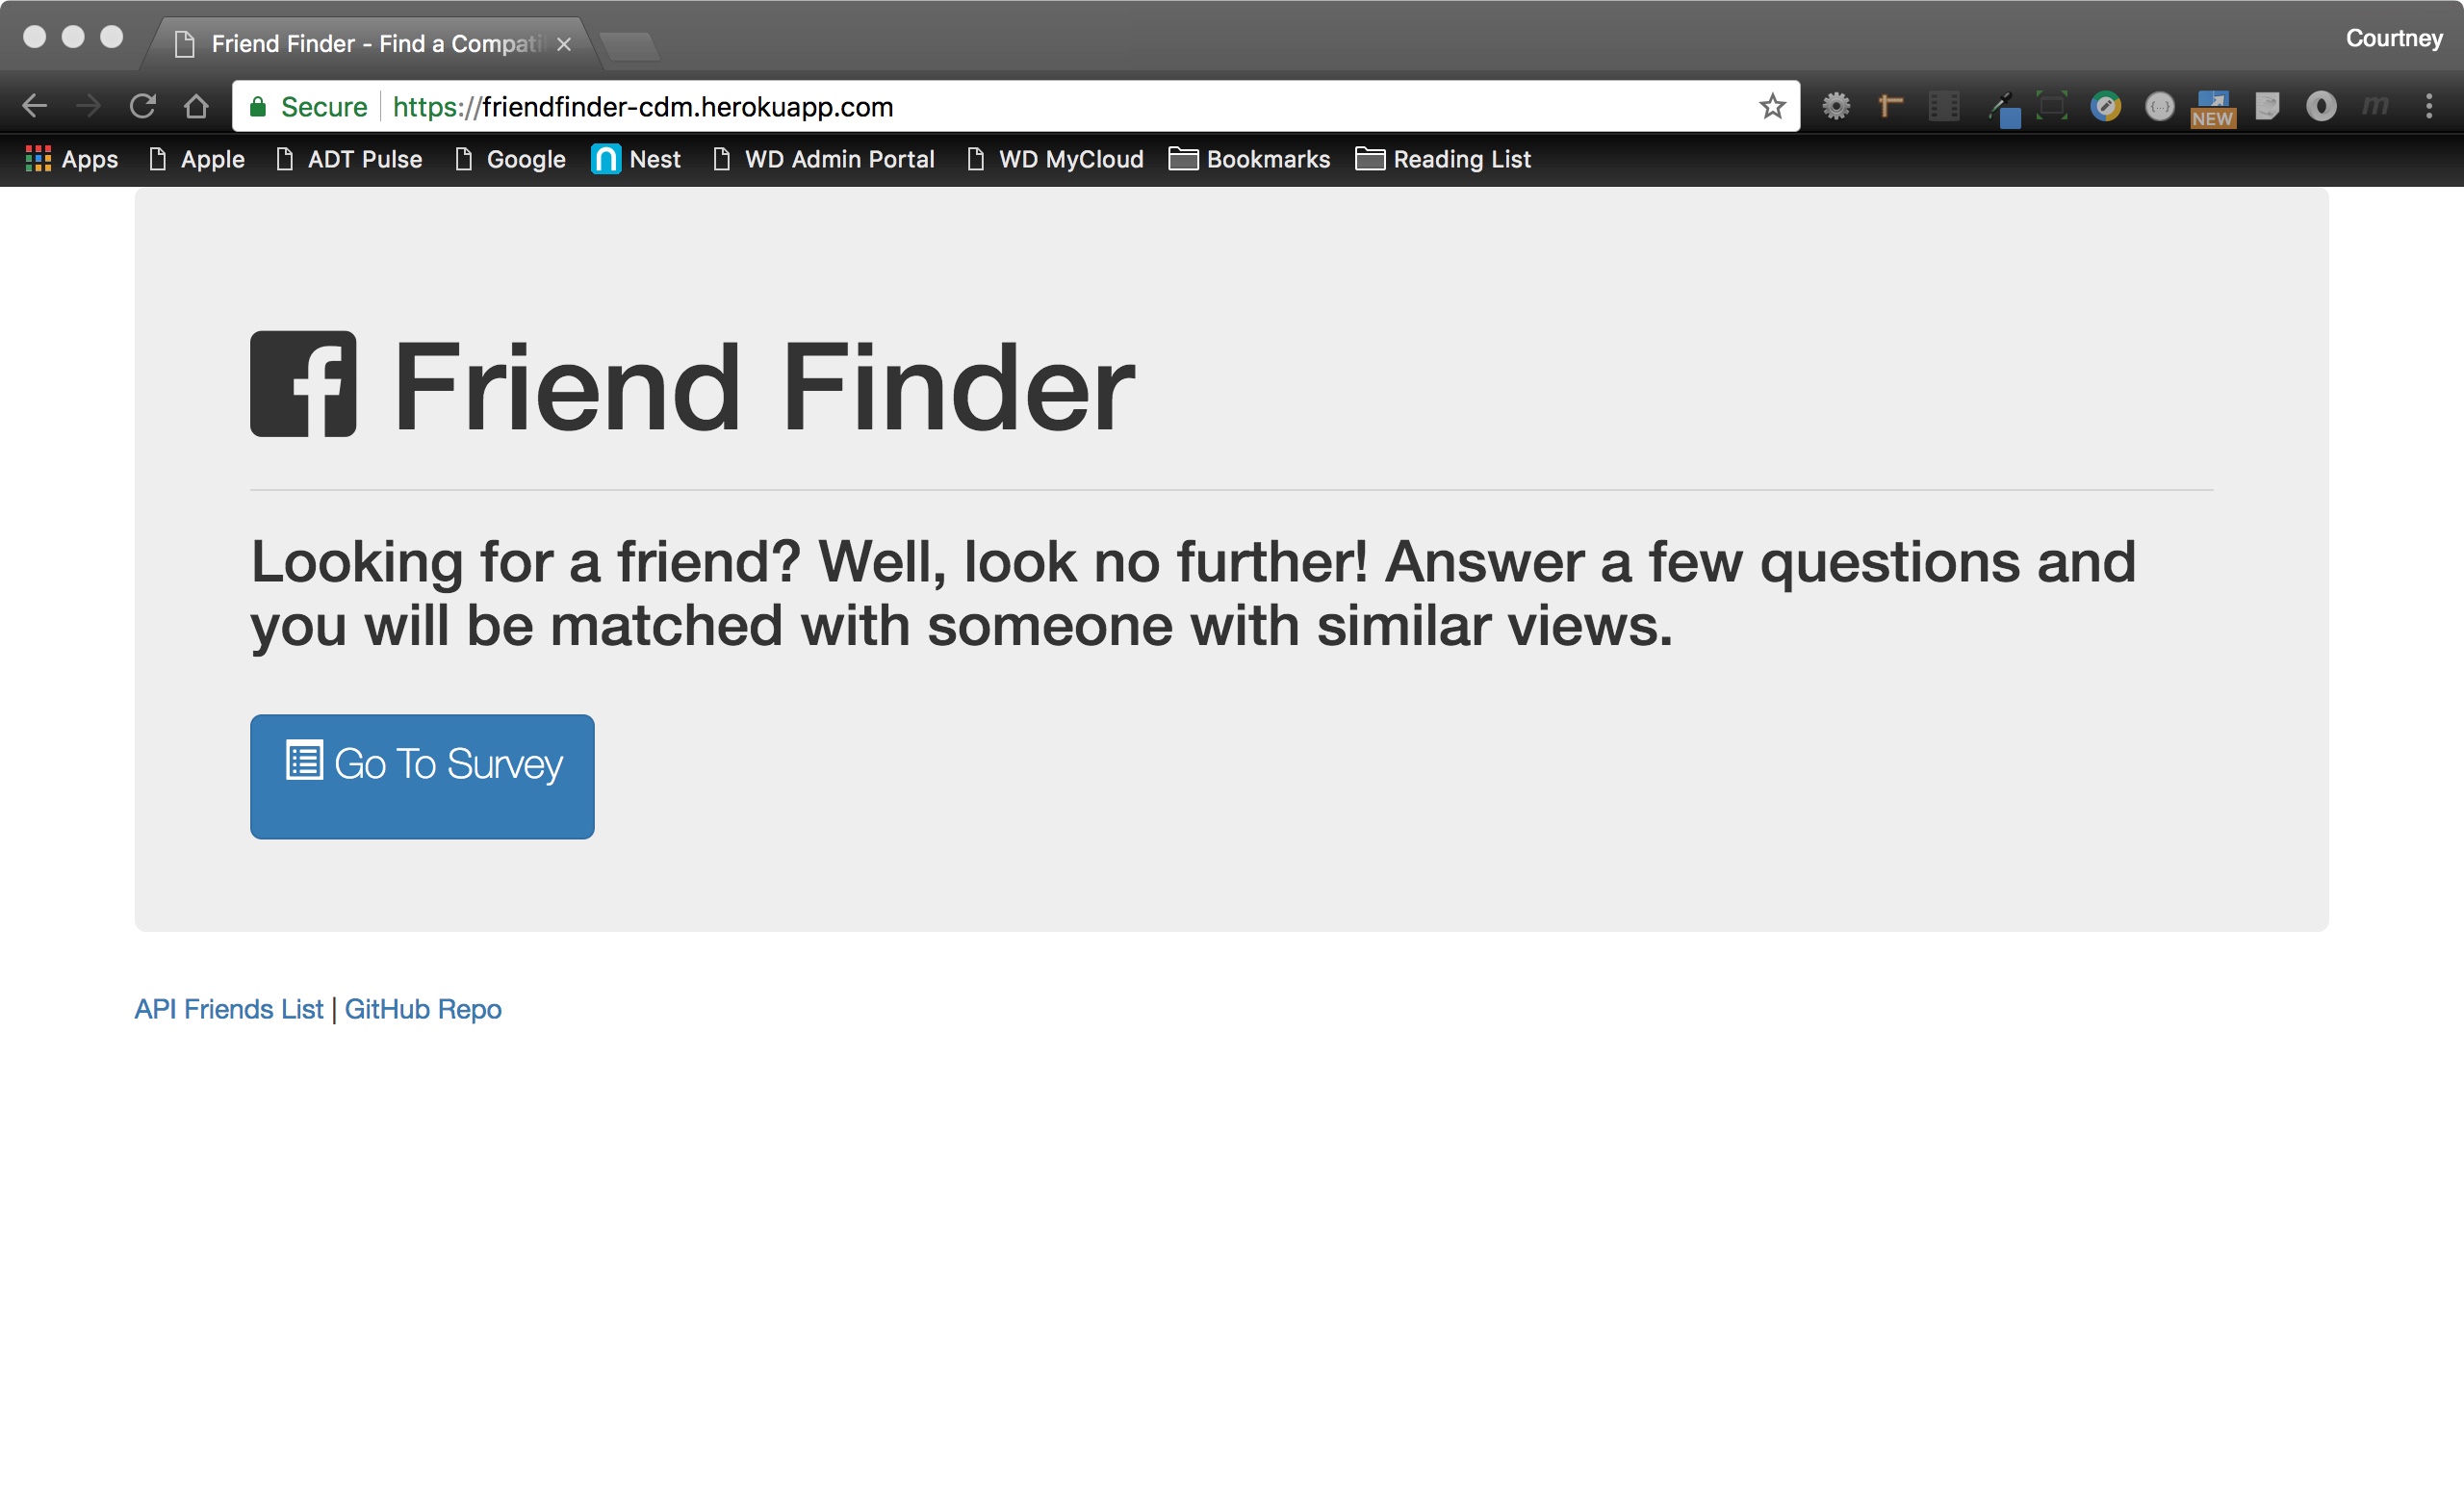 Friend Finder - Find a Compati
Courtney
Secure https://friendfinder-cdm.herokuapp.com
NEW
Apps Apple ADT Pulse Google Nest WD Admin Portal WD MyCloud Bookmarks Reading List
Friend Finder
Looking for a friend? Well, look no further! Answer a few questions and
you will be matched with someone with similar views.
Go To Survey
API Friends List | GitHub Repo